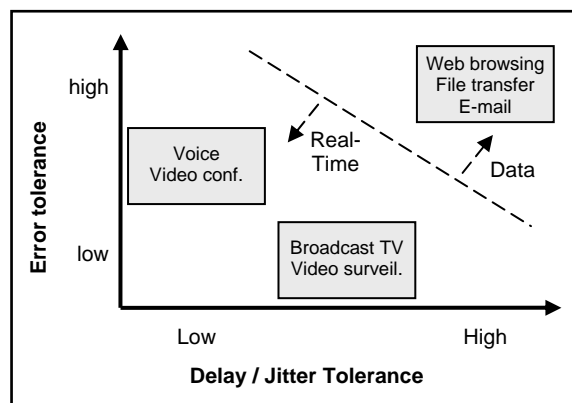 Error tolerance
high
low
Voice
Video conf.
Real-
Time
Web browsing
File transfer
E-mail
Data
Broadcast TV
Video surveil.
Low
High
Delay / Jitter Tolerance